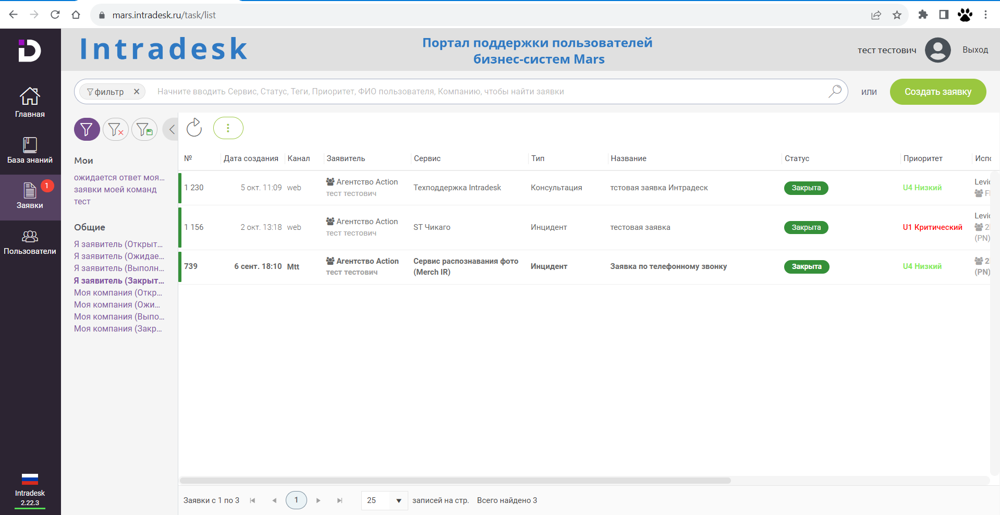 mars.intradesk.ru/task/list
Intradesk
Портал поддержки пользователей
бизнес-систем Mars
тест тестович
Выход
фильтр
Начните вводить Сервис, Статус, Теги, Приоритет, ФИО пользователя, Компанию, чтобы найти заявки
или
Создать заявку
Главная
База знаний
1
Заявки
Пользователи
Intradesk
2.22.3
Мои
ожидается ответ моя...
заявки моей команд
тест
Общие
Я заявитель (Открыт...
Я заявитель (Ожидае...
Я заявитель (Выполн...
Я заявитель (Закрыт...
Моя компания (Откр...
Моя компания (Ожи...
Моя компания (Выпо...
Моя компания (Закр...
№ Дата создания Канал Заявитель Сервис Тип Название Статус Приоритет Испо
1 230 5 окт. 11:09 web Агентство Action Техподдержка Intradesk Консультация тстовая заявка Интрадеск Закрыта U4 Низкий Levic
тест тестович
1 156 2 окт. 13:18 web Агентство Action ST Чикаго Инцидент тестовая заявка Закрыта U1 Критический Levic
тест тестович 2
(PN)
739 6 сент. 18:10 Mtt Агентство Action Сервис распознавания фото Инцидент Заявка по телефонному звонку Закрыта U4 Низкий 2
тест тестович (Merch IR) (PN)
Заявки с 1 по 3 1 25 записей на стр. Всего найдено 3